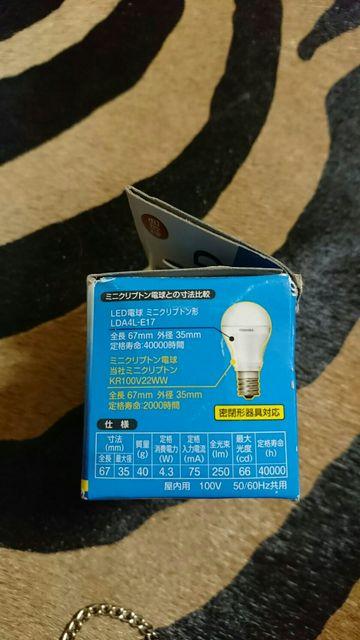 ミニクリプトン電球との寸法比較
LED電球 ミニクリプトン形
LDA4L-E17
全長 67mm 外径 35mm
定格寿命:40000時間
ミニクリプトン電球
当社ミニクリプトン
KR100V22WW
全長 67mm 外径 35mm
定格寿命:2000時間
TOSHIBA
密閉形器具対応
仕様
寸法(mm) 質量(g) 定格消費電力(W) 定格入力電流(mA) 全光束(lm) 最大光度(cd) 定格寿命(h)
全長 最大径
67 35 40 4.3 75 250 66 40000
屋内用 100V 50/60Hz共用